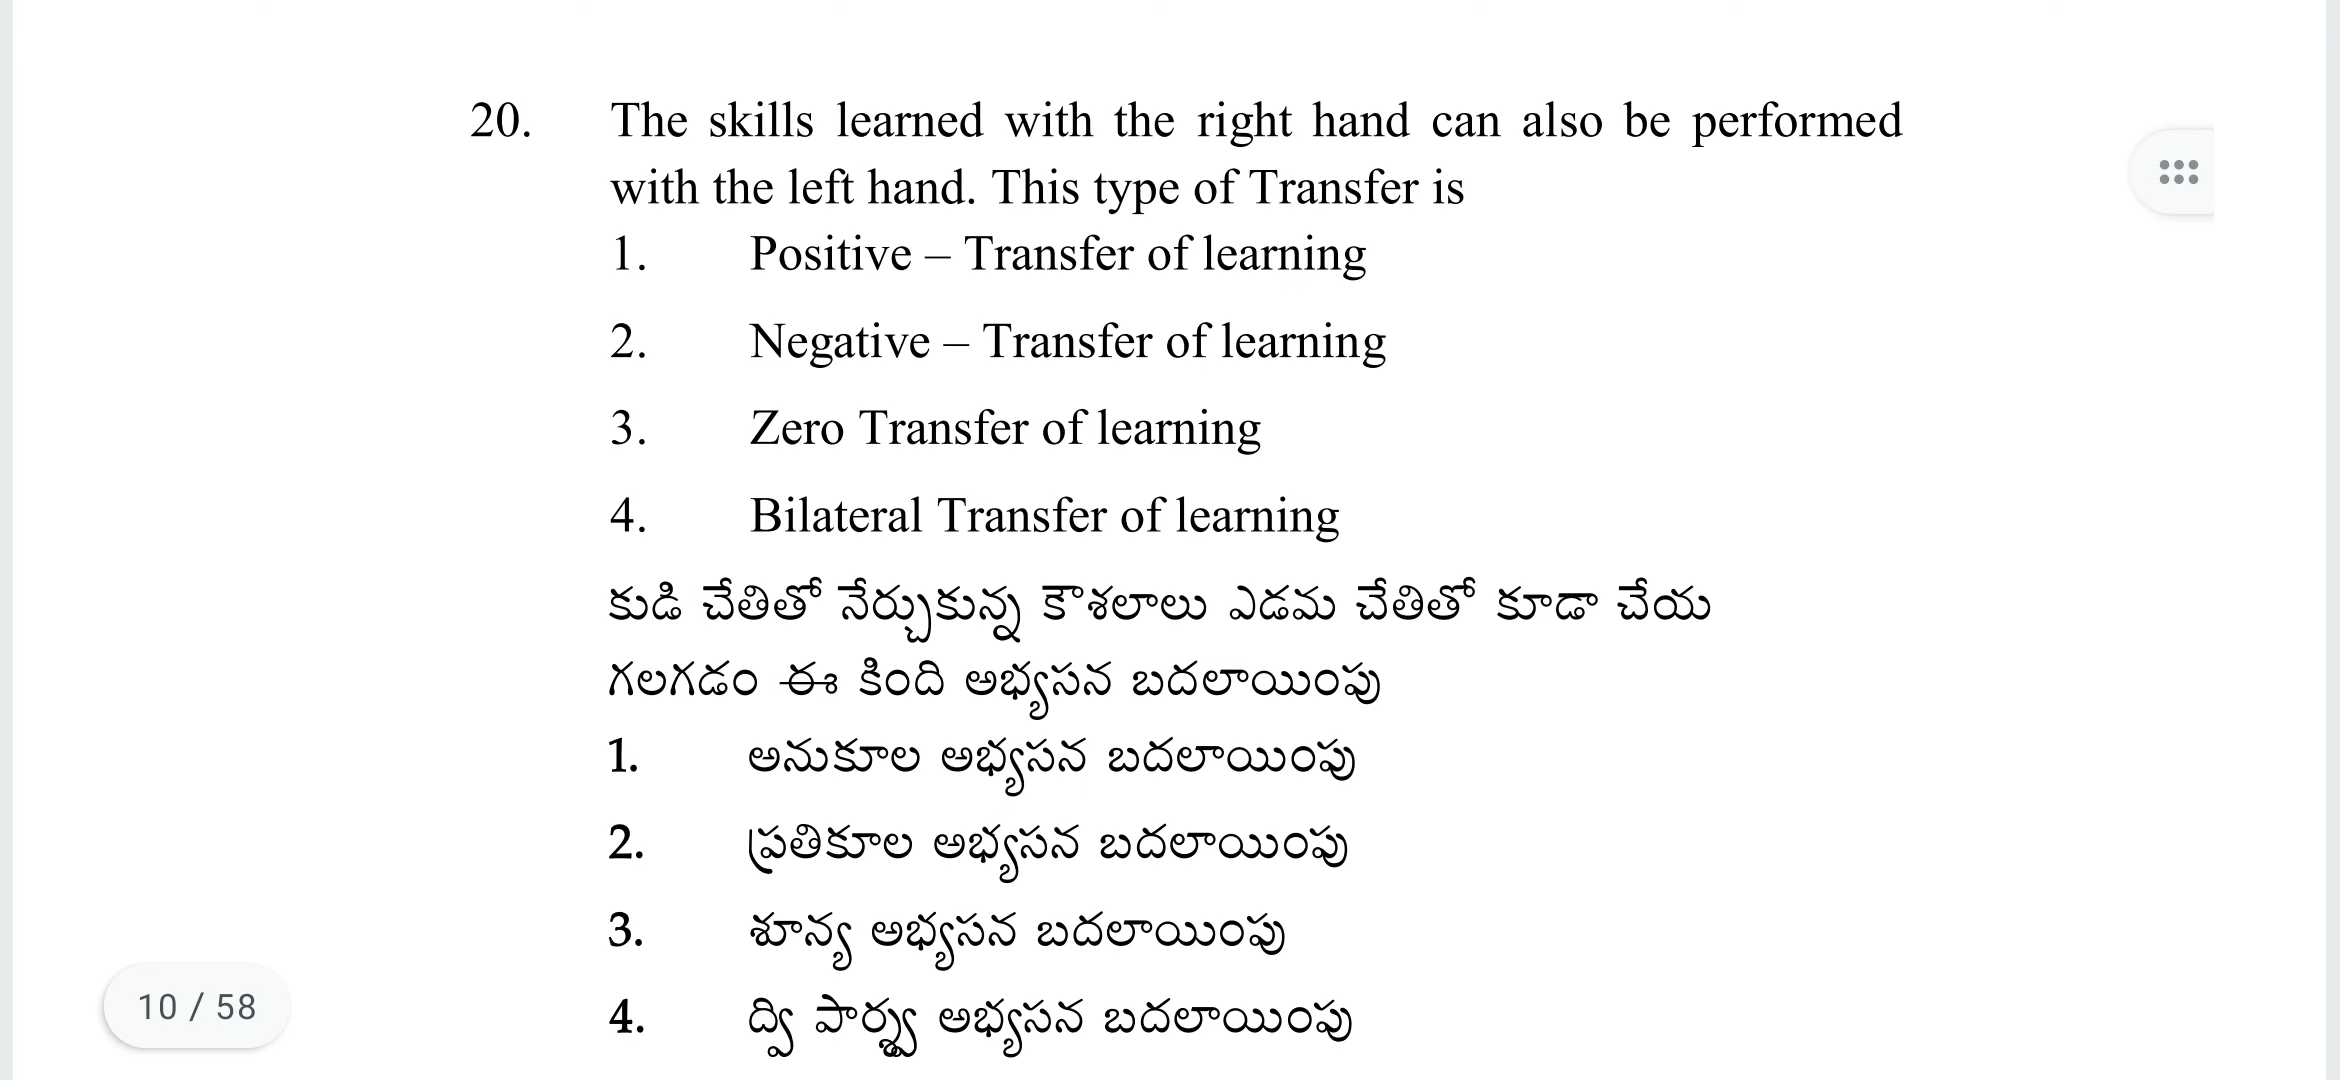 20. The skills learned with the right hand can also be performed
with the left hand. This type of Transfer is
1. Positive – Transfer of learning
2. Negative – Transfer of learning
3. Zero Transfer of learning
4. Bilateral Transfer of learning
కుడి చేతితో నేర్చుకున్న కౌశలాలు ఎడమ చేతితో కూడా చేయ
గలగడం ఈ కింది అభ్యసన బదలాయింపు
1. అనుకూల అభ్యసన బదలాయింపు
2. ప్రతికూల అభ్యసన బదలాయింపు
3. శూన్య అభ్యసన బదలాయింపు
4. ద్వి పార్శ్వ అభ్యసన బదలాయింపు
10 / 58